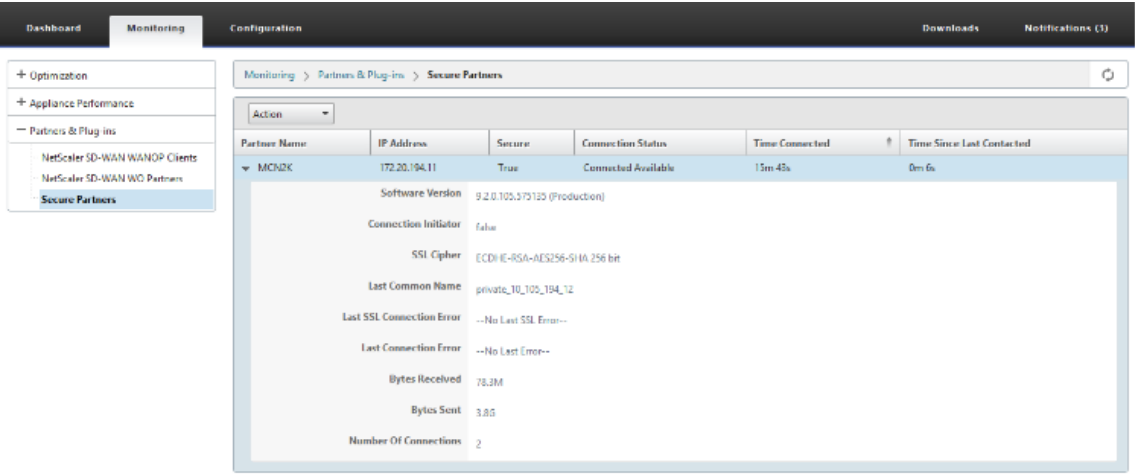 Dashboard Monitoring Configuration Downloads Notifications (3)
+ Optimization
+ Appliance Performance
− Partners & Plug-ins
NetScaler SD-WAN WANOP Clients
NetScaler SD-WAN WO Partners
Secure Partners
Monitoring > Partners & Plug-ins > Secure Partners
Action
Partner Name IP Address Secure Connection Status Time Connected ↑ Time Since Last Contacted
MCN2K 172.20.194.11 True Connected Available 15m 45s 0m 6s
Software Version 9.2.0.105.575135 (Production)
Connection Initiator false
SSL Cipher ECDHE-RSA-AES256-SHA 256 bit
Last Common Name private_10_105_194_12
Last SSL Connection Error --No Last SSL Error--
Last Connection Error --No Last Error--
Bytes Received 78.3M
Bytes Sent 3.8G
Number Of Connections 2